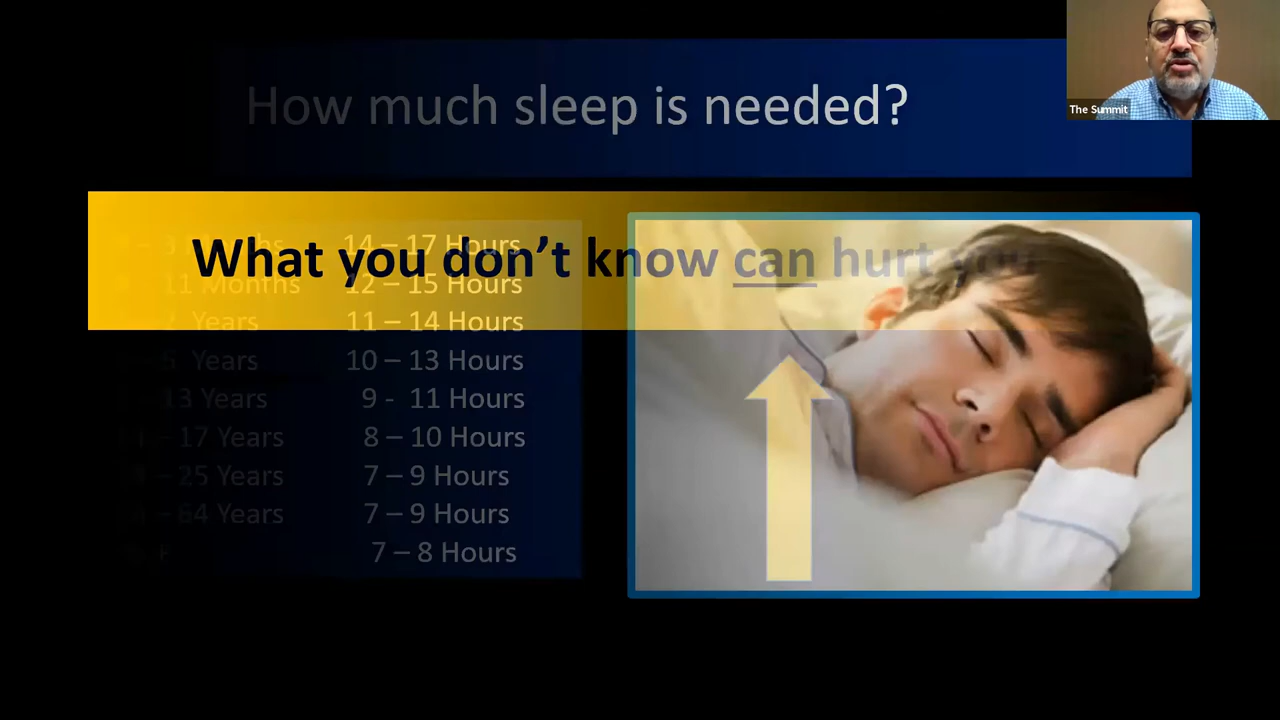 How much sleep is needed?
The Summit
What you don't know can hurt you
14 – 17 Hours
11 Months 12 – 15 Hours
Years 11 – 14 Hours
5 Years 10 – 13 Hours
13 Years 9 - 11 Hours
– 17 Years 8 – 10 Hours
– 25 Years 7 – 9 Hours
– 64 Years 7 – 9 Hours
7 – 8 Hours